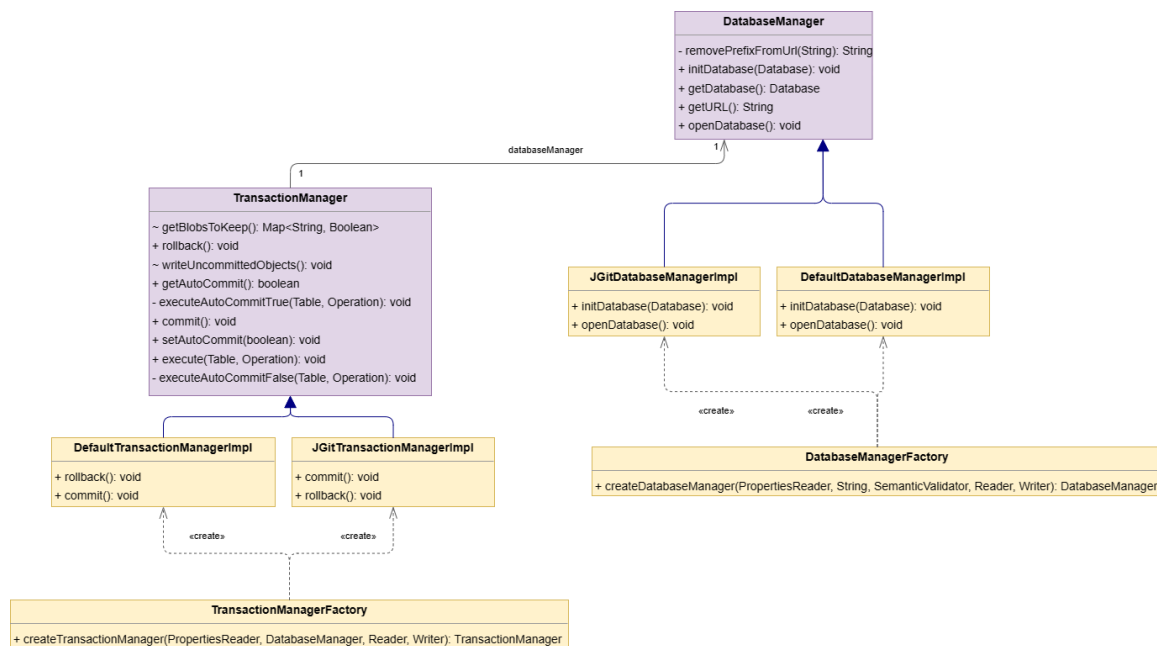 DatabaseManager
- removePrefixFromUrl(String): String
+ initDatabase(Database): void
+ getDatabase(): Database
+ getURL(): String
+ openDatabase(): void
databaseManager
1
1
TransactionManager
~ getBlobsToKeep(): Map<String, Boolean>
+ rollback(): void
~ writeUncommittedObjects(): void
+ getAutoCommit(): boolean
- executeAutoCommitTrue(Table, Operation): void
+ commit(): void
+ setAutoCommit(boolean): void
+ execute(Table, Operation): void
- executeAutoCommitFalse(Table, Operation): void
JGitDatabaseManagerImpl
+ initDatabase(Database): void
+ openDatabase(): void
DefaultDatabaseManagerImpl
+ initDatabase(Database): void
+ openDatabase(): void
«create»
«create»
DatabaseManagerFactory
+ createDatabaseManager(PropertiesReader, String, SemanticValidator, Reader, Writer): DatabaseManager
DefaultTransactionManagerImpl
+ rollback(): void
+ commit(): void
JGitTransactionManagerImpl
+ commit(): void
+ rollback(): void
«create»
«create»
TransactionManagerFactory
+ createTransactionManager(PropertiesReader, DatabaseManager, Reader, Writer): TransactionManager